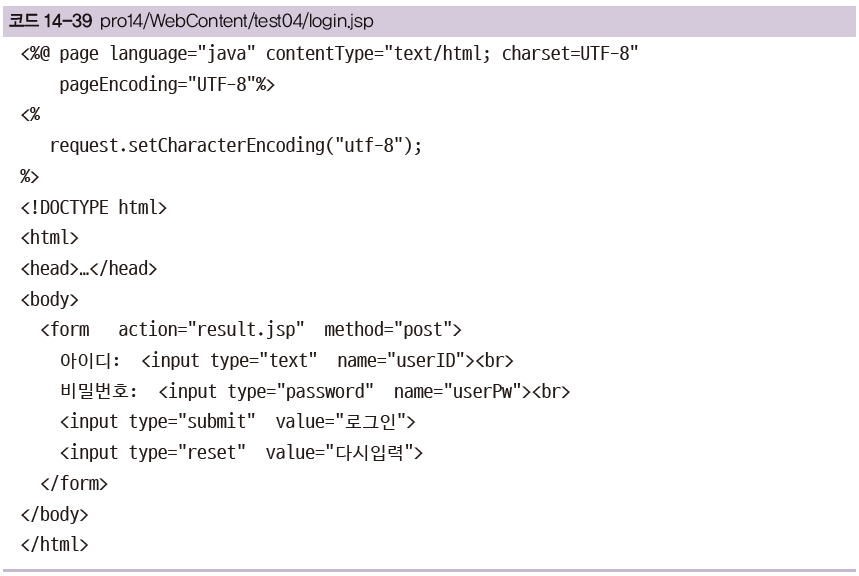 코드 14-39 pro14/WebContent/test04/login.jsp
<%@ page language="java" contentType="text/html; charset=UTF-8"
    pageEncoding="UTF-8"%>
<%
   request.setCharacterEncoding("utf-8");
%>
<!DOCTYPE html>
<html>
<head>…</head>
<body>
  <form   action="result.jsp"  method="post">
    아이디:  <input type="text"  name="userID"><br>
    비밀번호:  <input type="password"  name="userPw"><br>
    <input type="submit"  value="로그인">
    <input type="reset"  value="다시입력">
  </form>
</body>
</html>